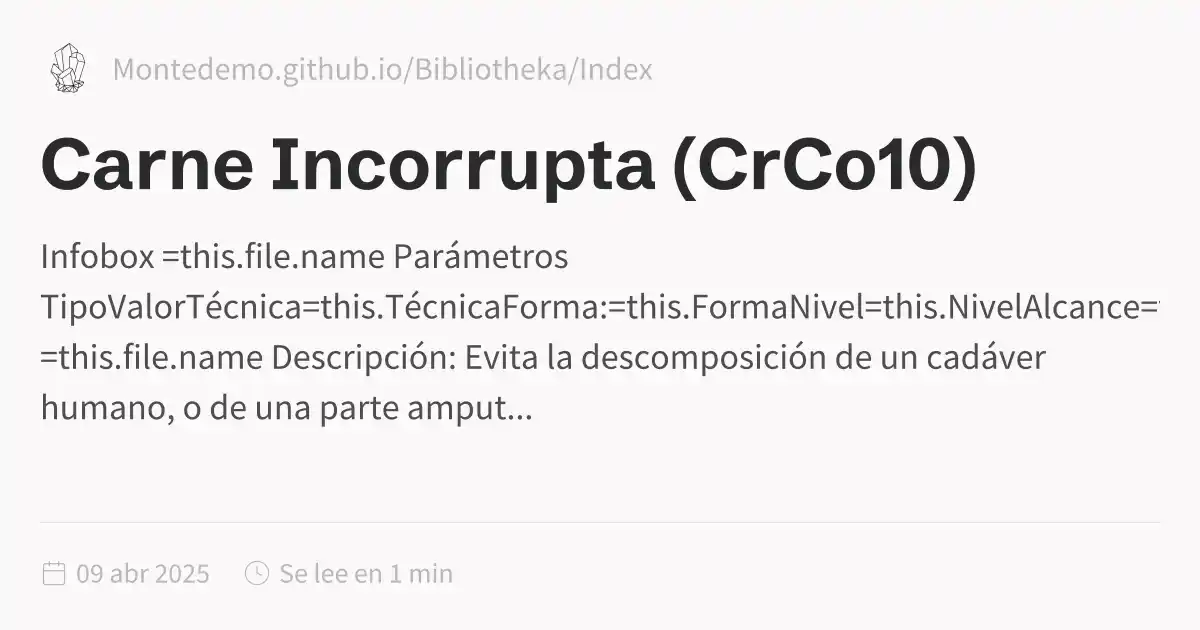 Montedemo.github.io/Bibliotheka/Index
Carne Incorrupta (CrCo10)
Infobox =this.file.name Parámetros
TipoValorTécnica=this.TécnicaForma:=this.FormaNivel=this.NivelAlcance=
=this.file.name Descripción: Evita la descomposición de un cadáver
humano, o de una parte amput...
09 abr 2025 Se lee en 1 min